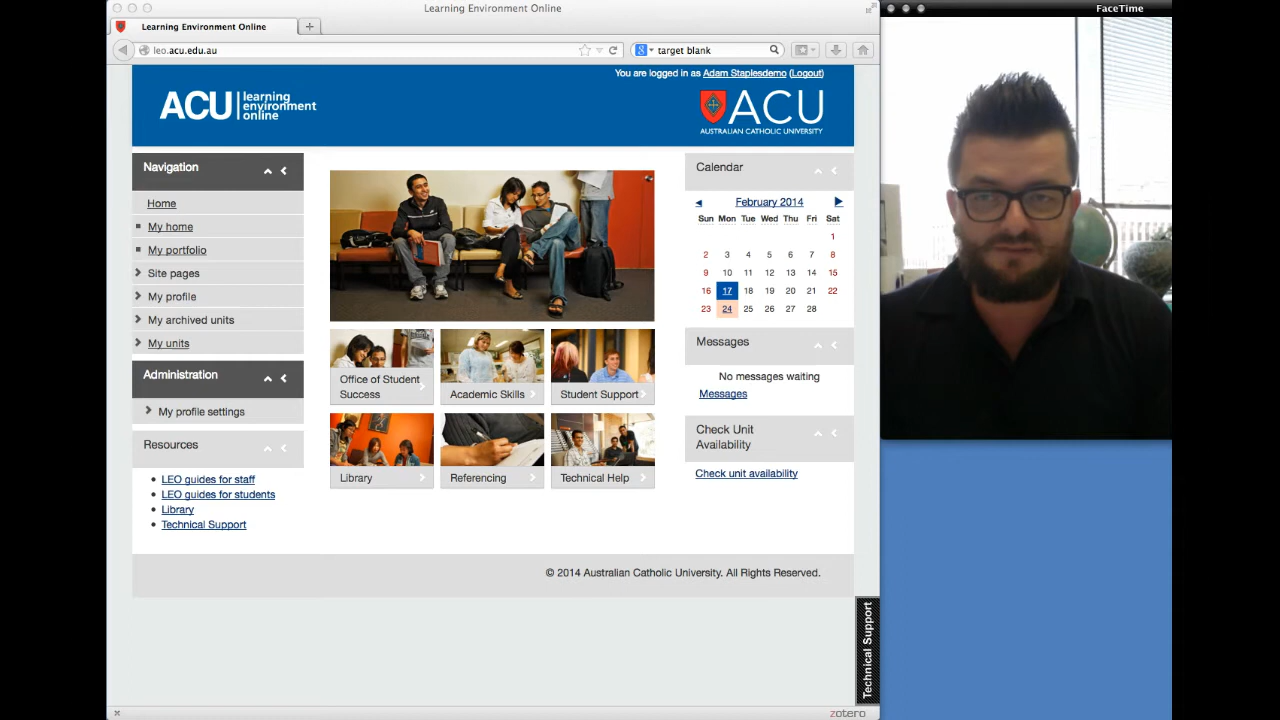 Learning Environment Online
FaceTime
Learning Environment Online
leo.acu.edu.au
target blank
You are logged in as Adam Staplesdemo (Logout)
ACU learning
environment
online
ACU
AUSTRALIAN CATHOLIC UNIVERSITY
Navigation
Home
My home
My portfolio
Site pages
My profile
My archived units
My units
Administration
My profile settings
Resources
LEO guides for staff
LEO guides for students
Library
Technical Support
Office of Student
Success
Academic Skills
Student Support
Library
Referencing
Technical Help
Calendar
February 2014
Sun Mon Tue Wed Thu Fri Sat
1
2 3 4 5 6 7 8
9 10 11 12 13 14 15
16 17 18 19 20 21 22
23 24 25 26 27 28
Messages
No messages waiting
Messages
Check Unit
Availability
Check unit availability
© 2014 Australian Catholic University. All Rights Reserved.
Technical Support
zotero